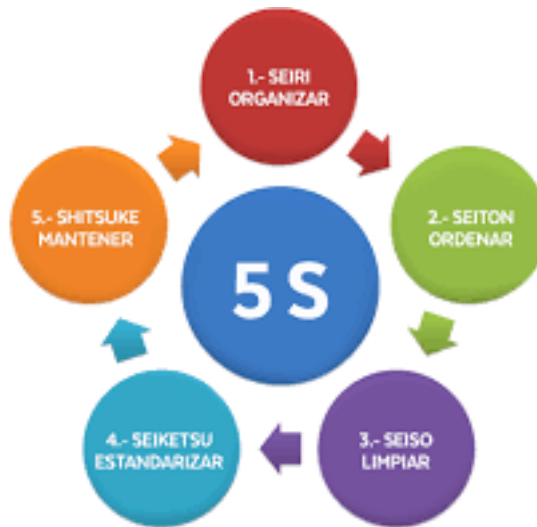 1.- SEIRI
ORGANIZAR
2.- SEITON
ORDENAR
3.- SEISO
LIMPIAR
4.- SEIKETSU
ESTANDARIZAR
5.- SHITSUKE
MANTENER
5 S